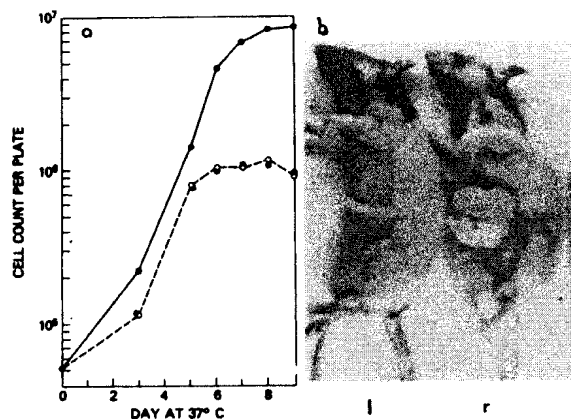 a
b
CELL COUNT PER PLATE
10⁷
10⁶
10⁵
0 2 4 6 8
DAY AT 37° C
l r